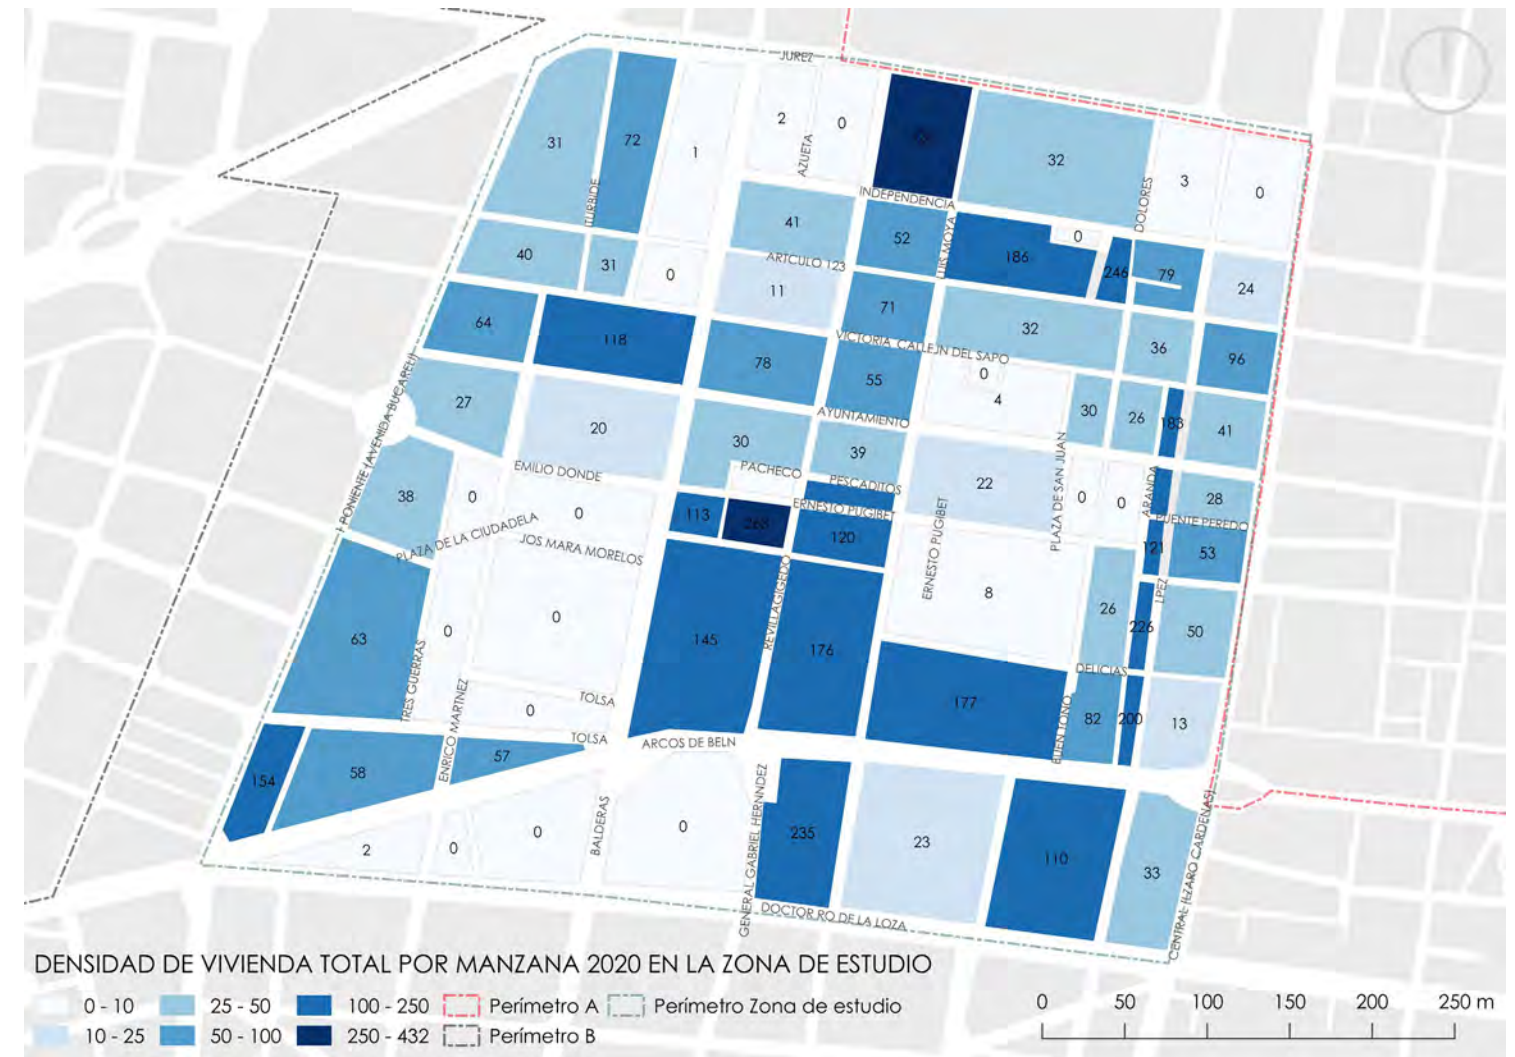 JUREZ
2
0
31
72
1
32
3
0
AZUETA
DOLORES
ITURBIDE
INDEPENDENCIA
41
52
LUIS MOYA
0
186
40
31
0
ARTCULO 123
246
79
24
11
71
32
64
118
VICTORIA
CALLEJN DEL SAPO
36
96
78
55
0
4
27
20
AYUNTAMIENTO
30
26
183
41
1 PONIENTE (AVENIDA BUCARELI)
30
39
EMILIO DONDE
PACHECO
PESCADITOS
22
PLAZA DE SAN JUAN
ARANDA
38
0
0
0
0
28
ERNESTO PUGIBET
ERNESTO PUGIBET
113
268
120
PUENTE PEREDO
PLAZA DE LA CIUDADELA
JOS MARA MORELOS
121
53
63
0
0
145
REVILLAGIGEDO
176
8
26
LPEZ
226
50
TRES GUERRAS
DELICIAS
TOLSA
0
ENRICO MARTNEZ
177
BUEN TONO
82
200
13
TOLSA
ARCOS DE BELN
154
58
57
2
0
0
BALDERAS
0
GENERAL GABRIEL HERNNDEZ
235
23
110
33
CENTRAL (LZARO CARDENAS)
DOCTOR RO DE LA LOZA
DENSIDAD DE VIVIENDA TOTAL POR MANZANA 2020 EN LA ZONA DE ESTUDIO
0 - 10
25 - 50
100 - 250
Perímetro A
Perímetro Zona de estudio
10 - 25
50 - 100
250 - 432
Perímetro B
0
50
100
150
200
250 m